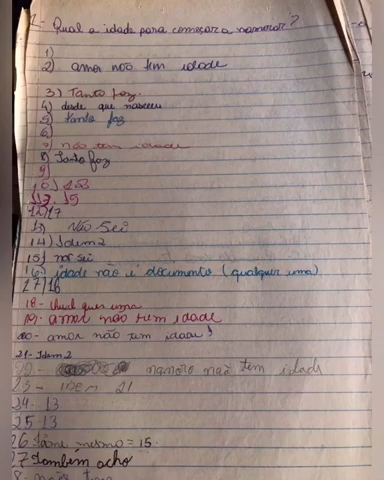 1- Qual a idade para começar a namorar?
1)
2) amor não tem idade
3) Tanto faz.
4) desde que nasceu
5) tanto faz
6)
7) não tem idade
8) Tanto faz
9)
10) 13
11) 15
12) 17
13) Não Sei
14) Idem 2
15) não sei
16) idade não é documento (qualquer uma)
17) 16
18- qual quer uma
19- amor não tem idade
20- amor não tem idade!
21- Idem 2
22- namoro não tem idade
23- IDEM 21
24- 13
25- 13
26 mesmo = 15.
27 também acho